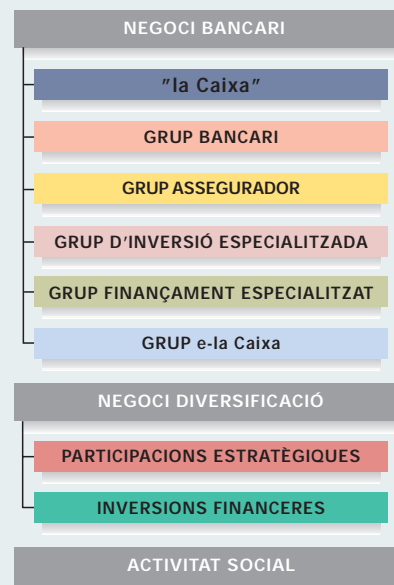 NEGOCI BANCARI
"la Caixa"
GRUP BANCARI
GRUP ASSEGURADOR
GRUP D'INVERSIÓ ESPECIALITZADA
GRUP FINANÇAMENT ESPECIALITZAT
GRUP e-la Caixa
NEGOCI DIVERSIFICACIÓ
PARTICIPACIONS ESTRATÈGIQUES
INVERSIONS FINANCERES
ACTIVITAT SOCIAL